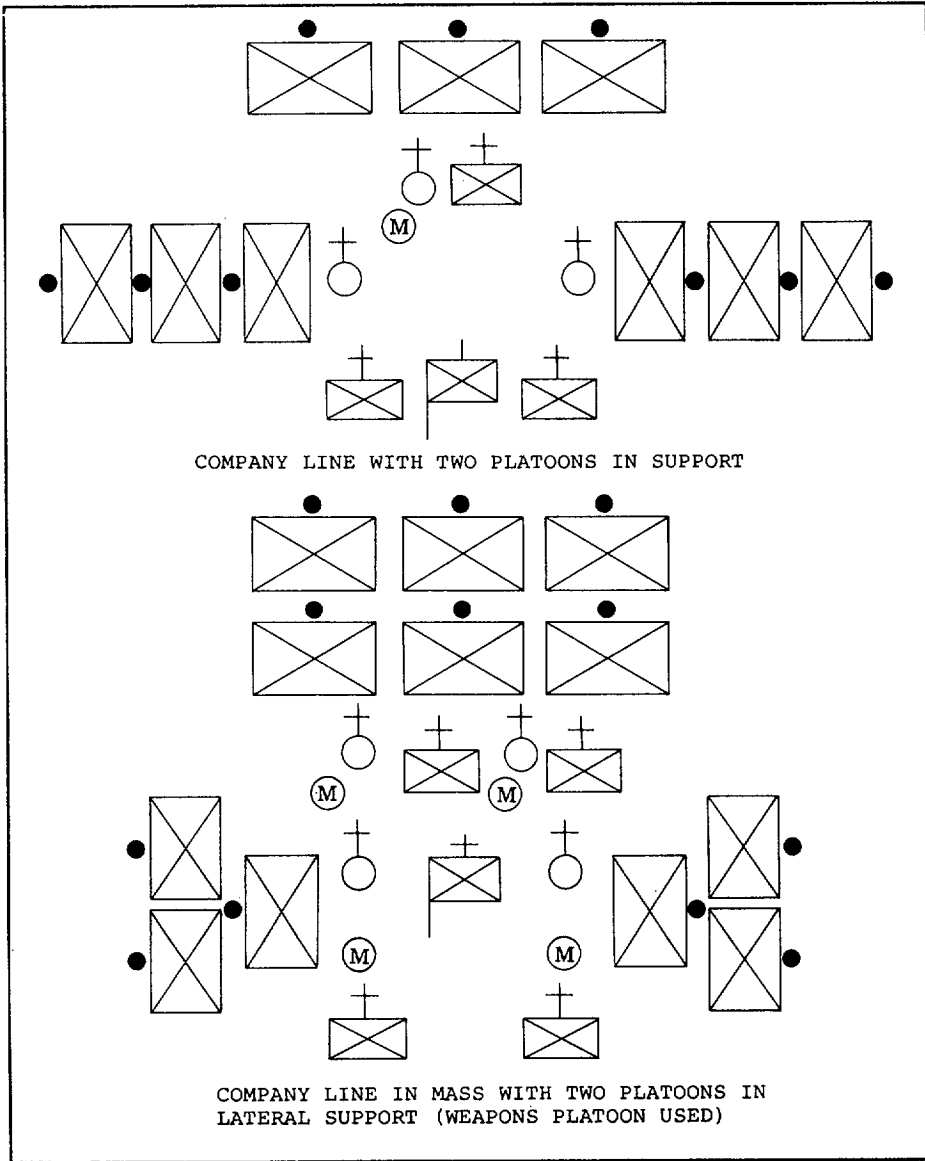 M
COMPANY LINE WITH TWO PLATOONS IN SUPPORT
M M
M M
COMPANY LINE IN MASS WITH TWO PLATOONS IN
LATERAL SUPPORT (WEAPONS PLATOON USED)